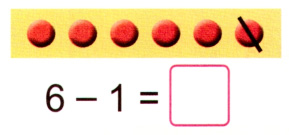 6 – 1 =